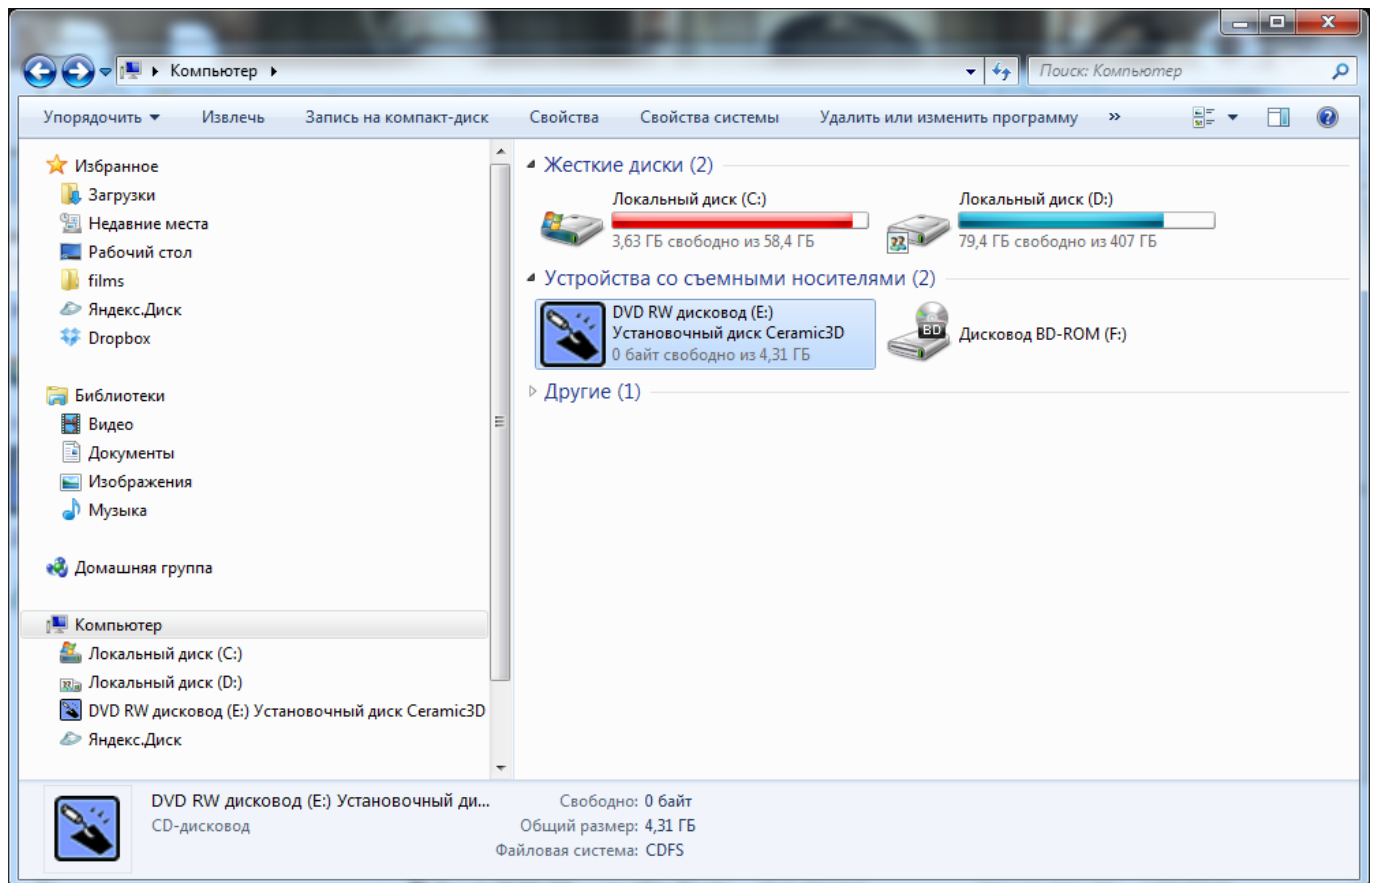 Компьютер
Поиск: Компьютер
Упорядочить
Извлечь
Запись на компакт-диск
Свойства
Свойства системы
Удалить или изменить программу
»
Избранное
Загрузки
Недавние места
Рабочий стол
films
Яндекс.Диск
Dropbox
Библиотеки
Видео
Документы
Изображения
Музыка
Домашняя группа
Компьютер
Локальный диск (C:)
Локальный диск (D:)
DVD RW дисковод (E:) Установочный диск Ceramic3D
Яндекс.Диск
Жесткие диски (2)
Локальный диск (C:)
3,63 ГБ свободно из 58,4 ГБ
Локальный диск (D:)
79,4 ГБ свободно из 407 ГБ
Устройства со съемными носителями (2)
DVD RW дисковод (E:)
Установочный диск Ceramic3D
0 байт свободно из 4,31 ГБ
BD
Дисковод BD-ROM (F:)
Другие (1)
DVD RW дисковод (E:) Установочный ди...
CD-дисковод
Свободно: 0 байт
Общий размер: 4,31 ГБ
Файловая система: CDFS